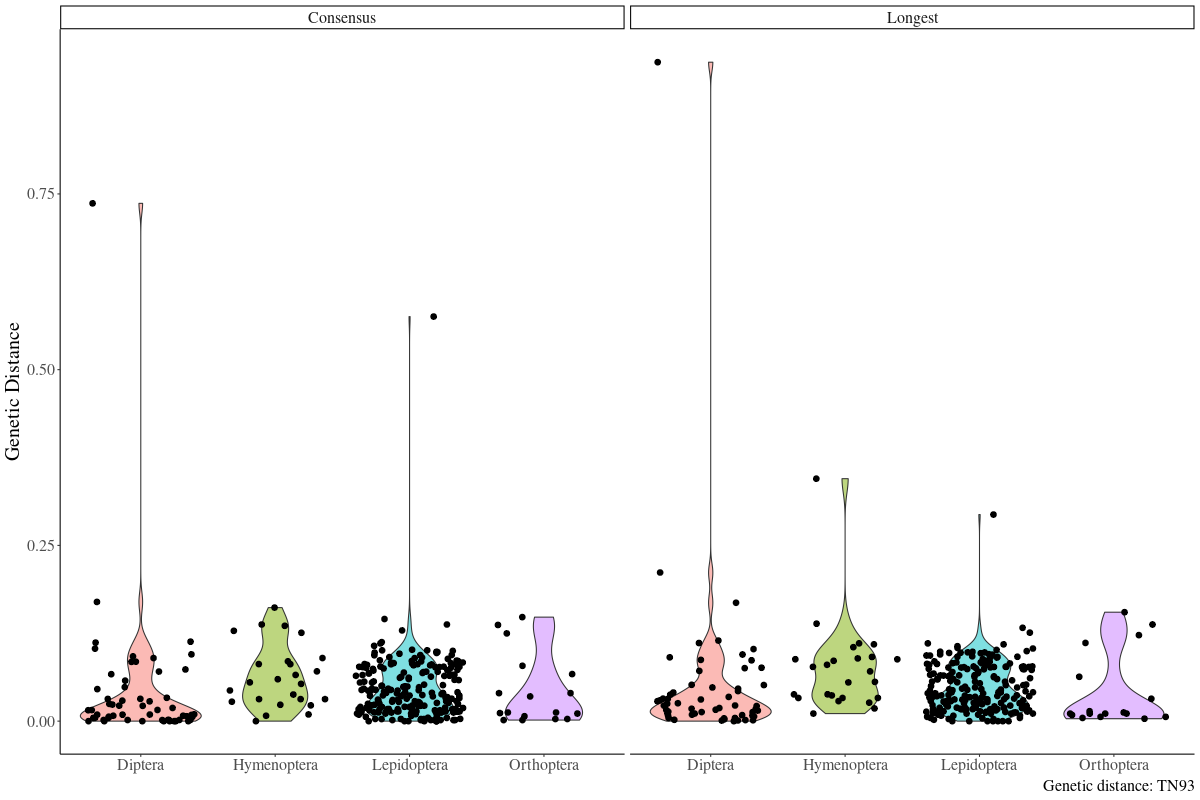 Consensus
Longest
Genetic Distance
0.75
0.50
0.25
0.00
Diptera
Hymenoptera
Lepidoptera
Orthoptera
Diptera
Hymenoptera
Lepidoptera
Orthoptera
Genetic distance: TN93